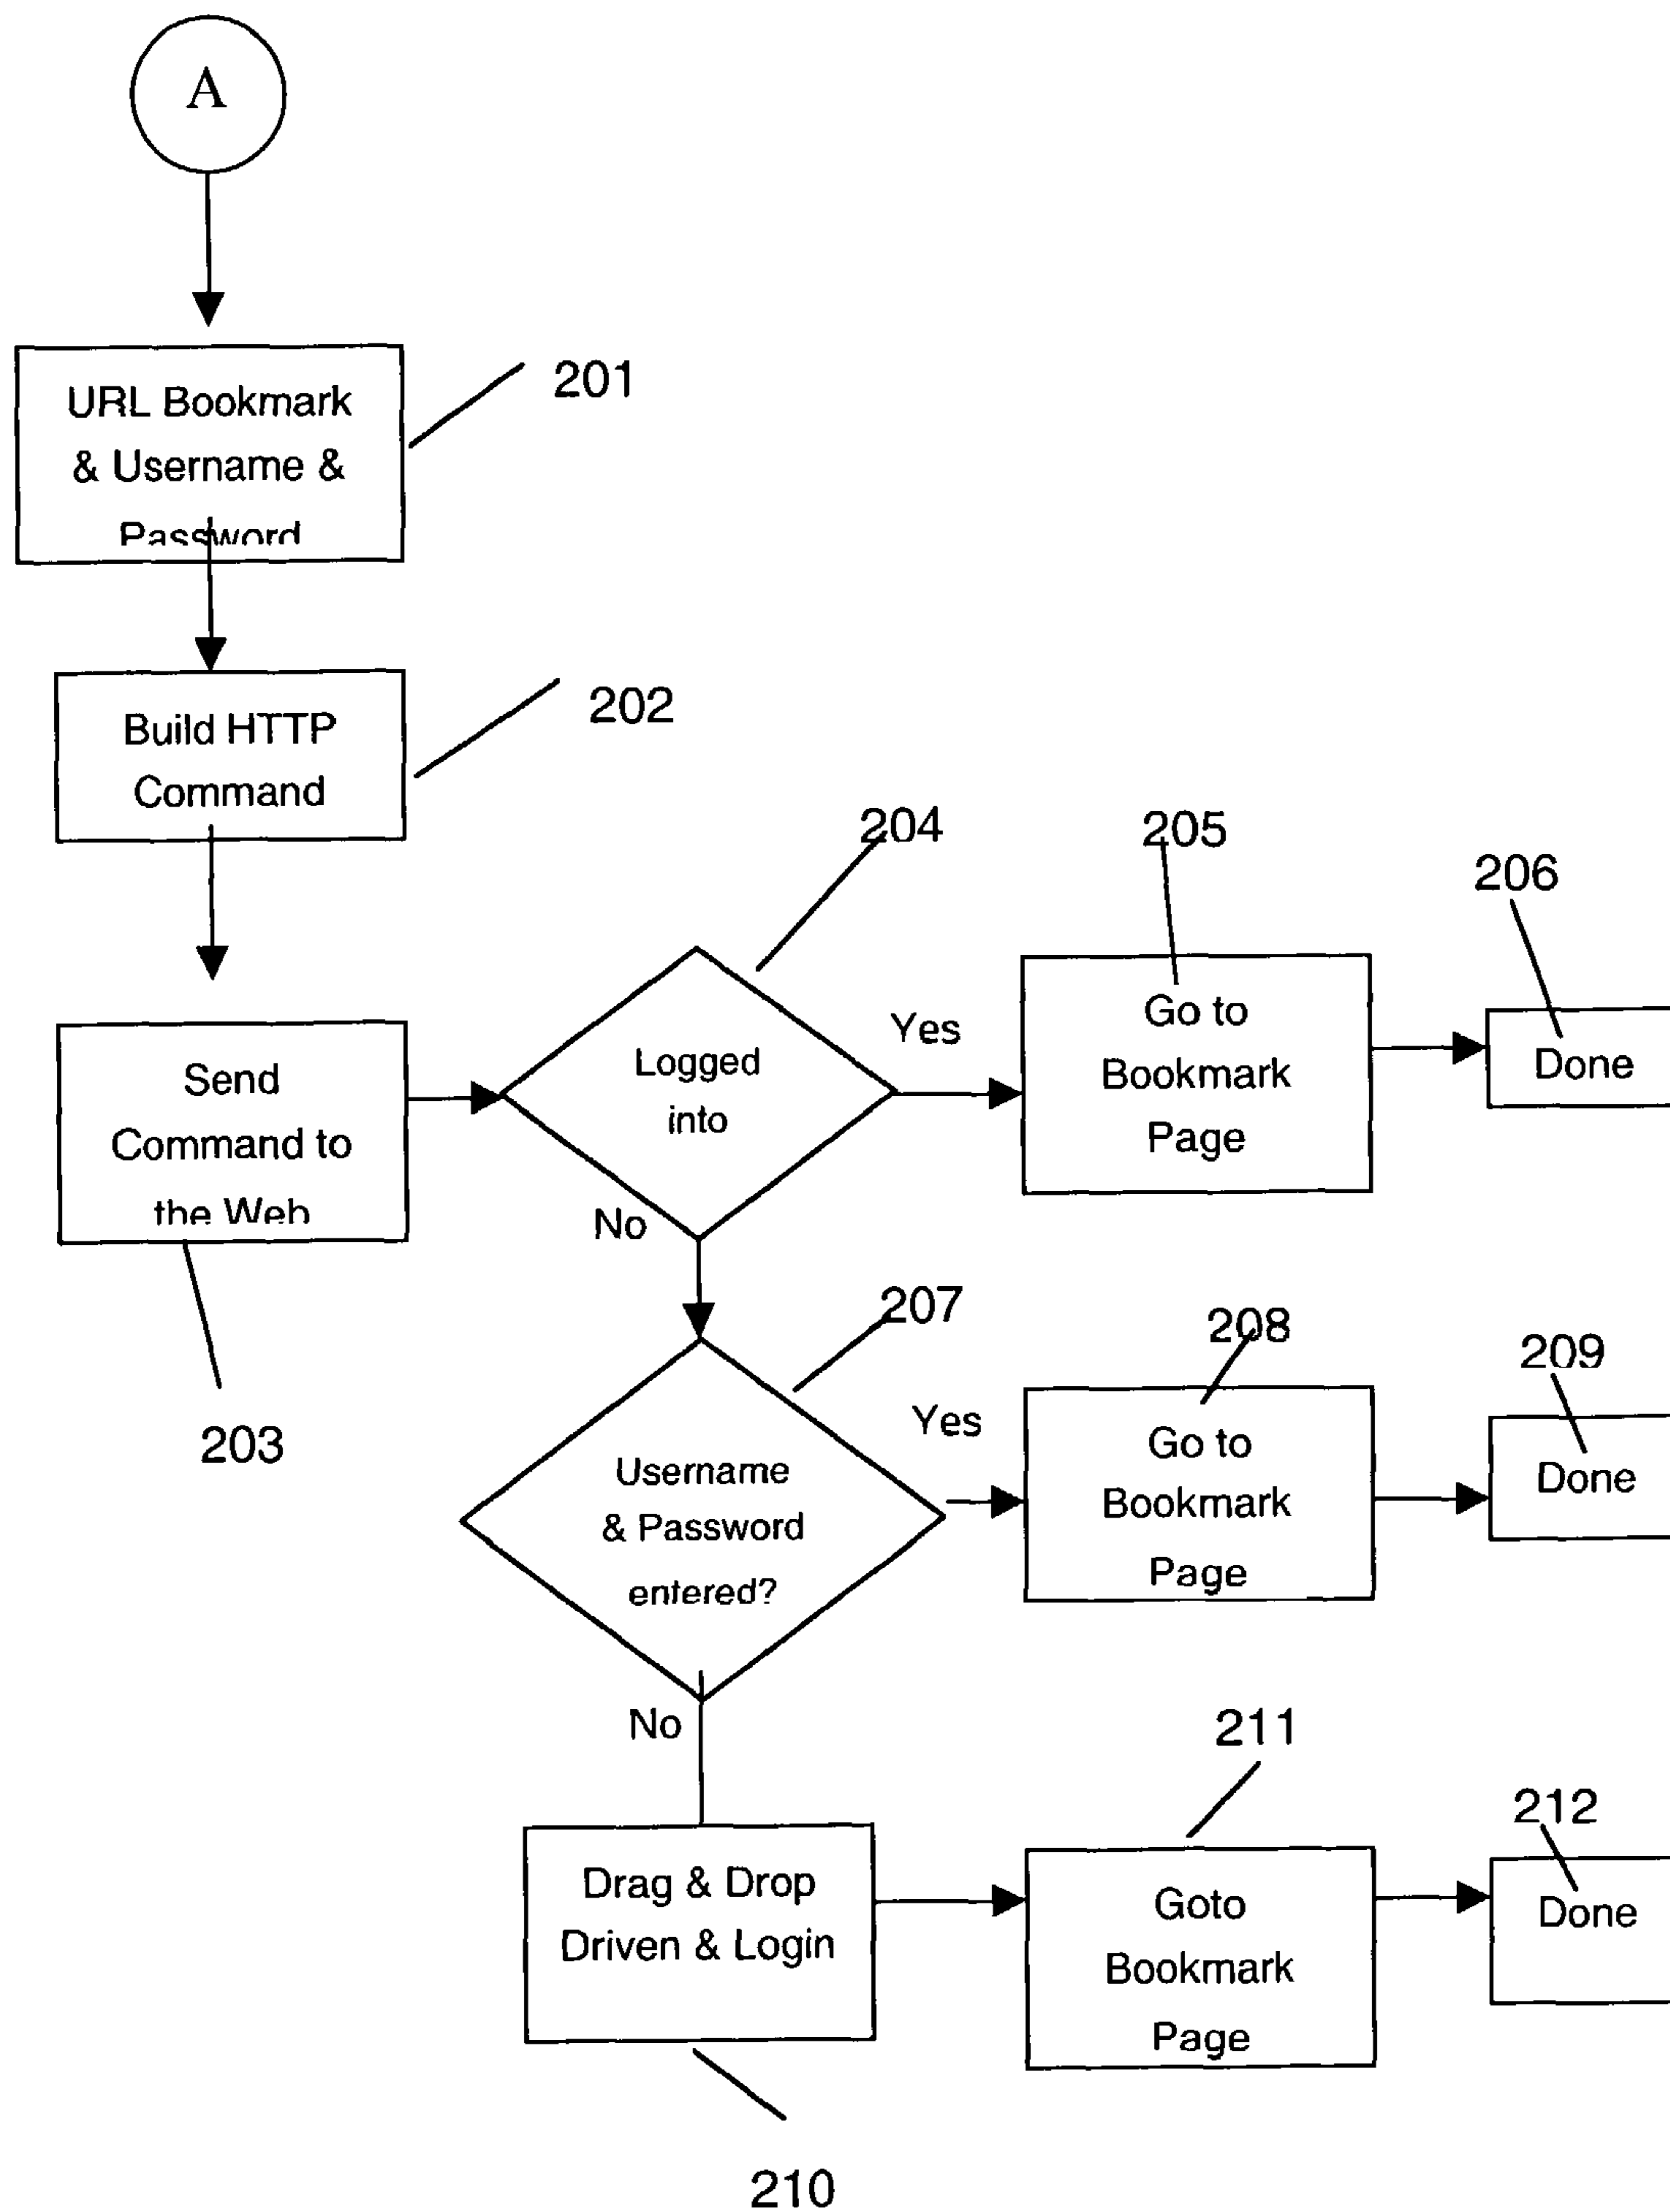 A
URL Bookmark
& Username &
Password
201
Build HTTP
Command
202
Send
Command to
the Web
203
Logged
into
204
Yes
No
Go to
Bookmark
Page
205
Done
206
Username
& Password
entered?
207
Yes
No
Go to
Bookmark
Page
208
Done
209
Drag & Drop
Driven & Login
210
Goto
Bookmark
Page
211
Done
212